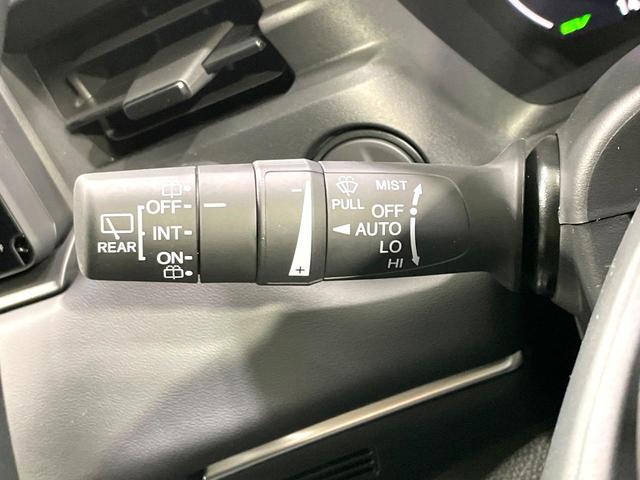 OFF
REAR
INT
ON
-
+
PULL
MIST
OFF
AUTO
LO
HI